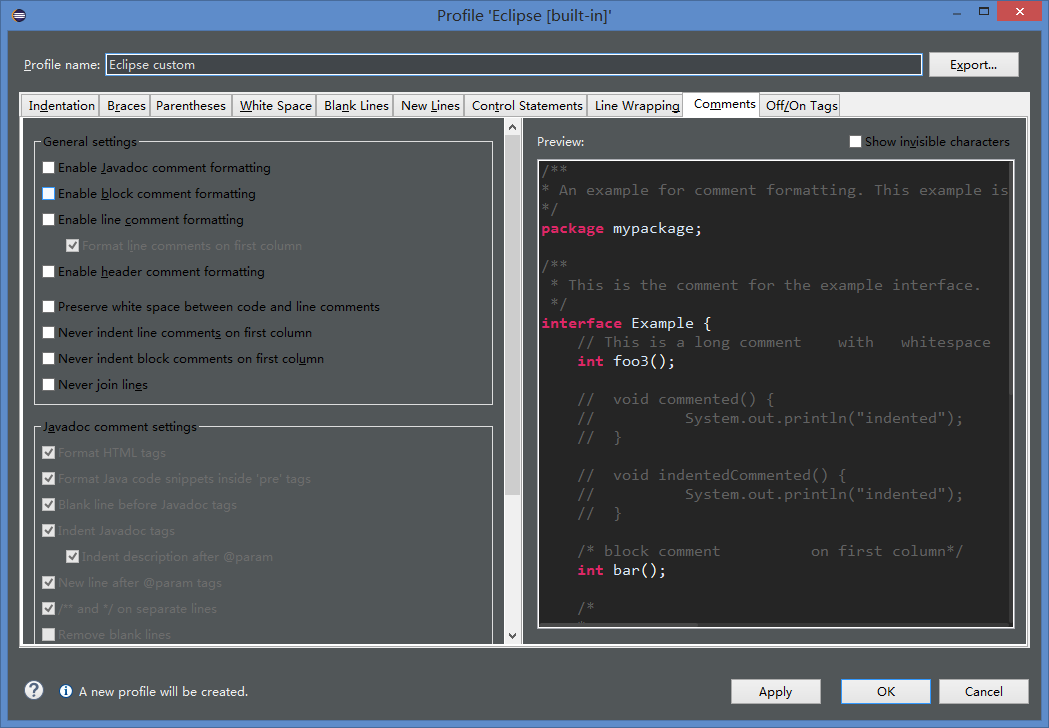 Profile 'Eclipse [built-in]'
Profile name: Eclipse custom Export...
Indentation Braces Parentheses White Space Blank Lines New Lines Control Statements Line Wrapping Comments Off/On Tags
General settings
Enable Javadoc comment formatting
Enable block comment formatting
Enable line comment formatting
Format line comments on first column
Enable header comment formatting
Preserve white space between code and line comments
Never indent line comments on first column
Never indent block comments on first column
Never join lines
Javadoc comment settings
Format HTML tags
Format Java code snippets inside 'pre' tags
Blank line before Javadoc tags
Indent Javadoc tags
Indent description after @param
New line after @param tags
/** and */ on separate lines
Remove blank lines
Preview: Show invisible characters
/**
* An example for comment formatting. This example is
*/
package mypackage;
/**
* This is the comment for the example interface.
*/
interface Example {
// This is a long comment    with   whitespace
int foo3();
//  void commented() {
//          System.out.println("indented");
//  }
//  void indentedCommented() {
//          System.out.println("indented");
//  }
/* block comment          on first column*/
int bar();
/*
A new profile will be created.
Apply OK Cancel